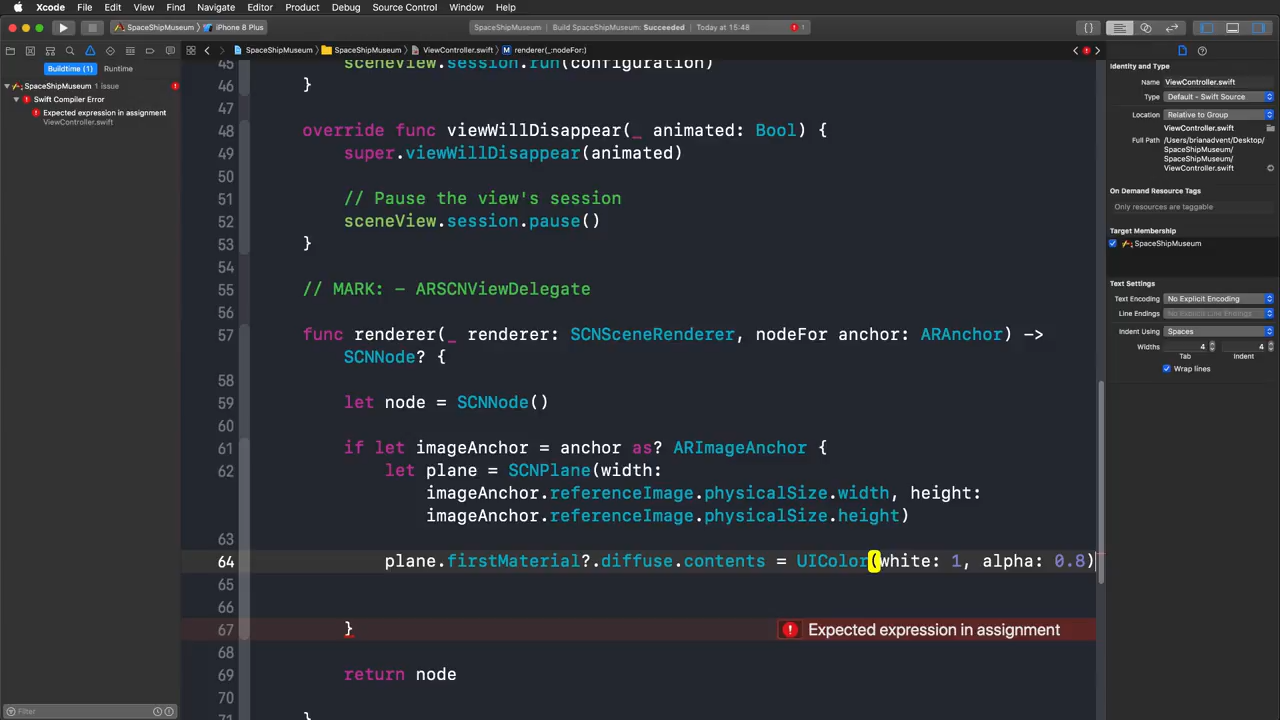 Xcode File Edit View Find Navigate Editor Product Debug Source Control Window Help
SpaceShipMuseum iPhone 8 Plus
SpaceShipMuseum Build SpaceShipMuseum: Succeeded Today at 15:48 1
SpaceShipMuseum SpaceShipMuseum ViewController.swift M renderer(_:nodeFor:)
Buildtime (1) Runtime
SpaceShipMuseum 1 issue
Swift Compiler Error
Expected expression in assignment
ViewController.swift
Filter
45 sceneView.session.run(configuration)
46 }
47
48 override func viewWillDisappear(_ animated: Bool) {
49 super.viewWillDisappear(animated)
50
51 // Pause the view's session
52 sceneView.session.pause()
53 }
54
55 // MARK: - ARSCNViewDelegate
56
57 func renderer(_ renderer: SCNSceneRenderer, nodeFor anchor: ARAnchor) ->
SCNNode? {
58
59 let node = SCNNode()
60
61 if let imageAnchor = anchor as? ARImageAnchor {
62 let plane = SCNPlane(width:
imageAnchor.referenceImage.physicalSize.width, height:
imageAnchor.referenceImage.physicalSize.height)
63
64 plane.firstMaterial?.diffuse.contents = UIColor(white: 1, alpha: 0.8)
65
66
67 } Expected expression in assignment
68
69 return node
70
71 }
Identity and Type
Name ViewController.swift
Type Default - Swift Source
Location Relative to Group
ViewController.swift
Full Path /Users/brianadvent/Desktop/
SpaceShipMuseum/
SpaceShipMuseum/
ViewController.swift
On Demand Resource Tags
Only resources are taggable
Target Membership
SpaceShipMuseum
Text Settings
Text Encoding No Explicit Encoding
Line Endings No Explicit Line Endings
Indent Using Spaces
Widths 4 4
Tab Indent
Wrap lines